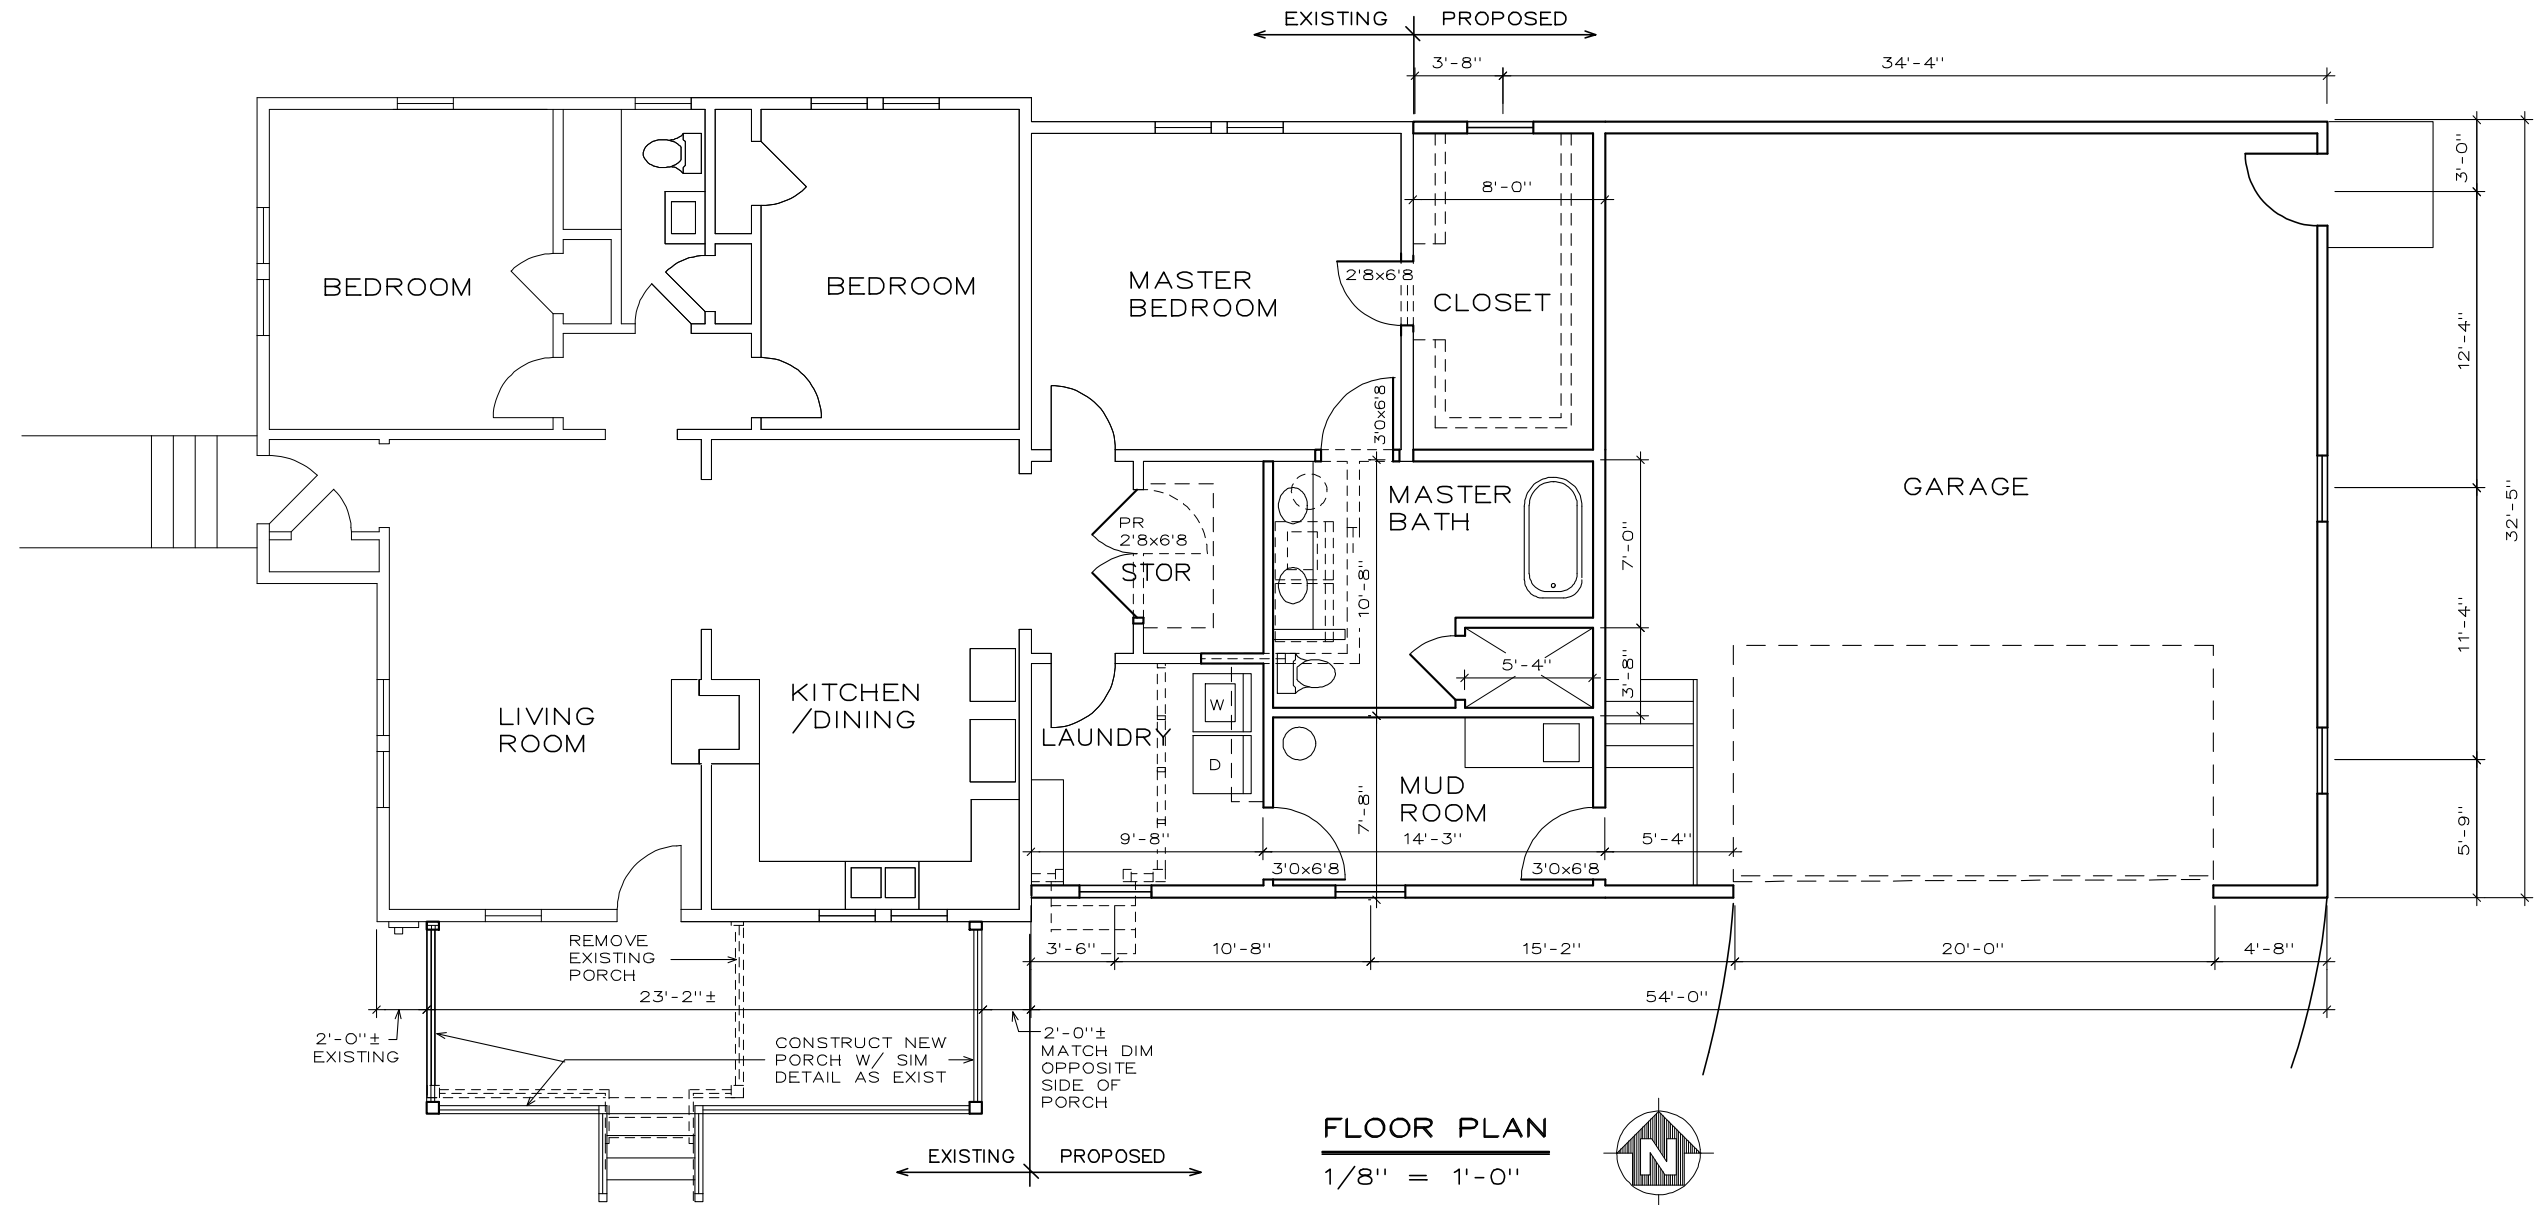 EXISTING
PROPOSED
3'-8"
34'-4"
3'-0"
8'-0"
BEDROOM
BEDROOM
MASTER
BEDROOM
2'8x6'8
CLOSET
12'-4"
3'0x6'8
GARAGE
32'-5"
MASTER
BATH
PR
2'8x6'8
STOR
7'-0"
10'-8"
11'-4"
5'-4"
3'-8"
LIVING
ROOM
KITCHEN
/DINING
W
LAUNDRY
D
MUD
ROOM
7'-8"
5'-9"
9'-8"
14'-3"
5'-4"
3'0x6'8
3'0x6'8
REMOVE
EXISTING
PORCH
3'-6"
10'-8"
15'-2"
20'-0"
4'-8"
23'-2"±
54'-0"
2'-0"±
EXISTING
CONSTRUCT NEW
PORCH W/ SIM
DETAIL AS EXIST
2'-0"±
MATCH DIM
OPPOSITE
SIDE OF
PORCH
EXISTING
PROPOSED
FLOOR PLAN
1/8" = 1'-0"
N